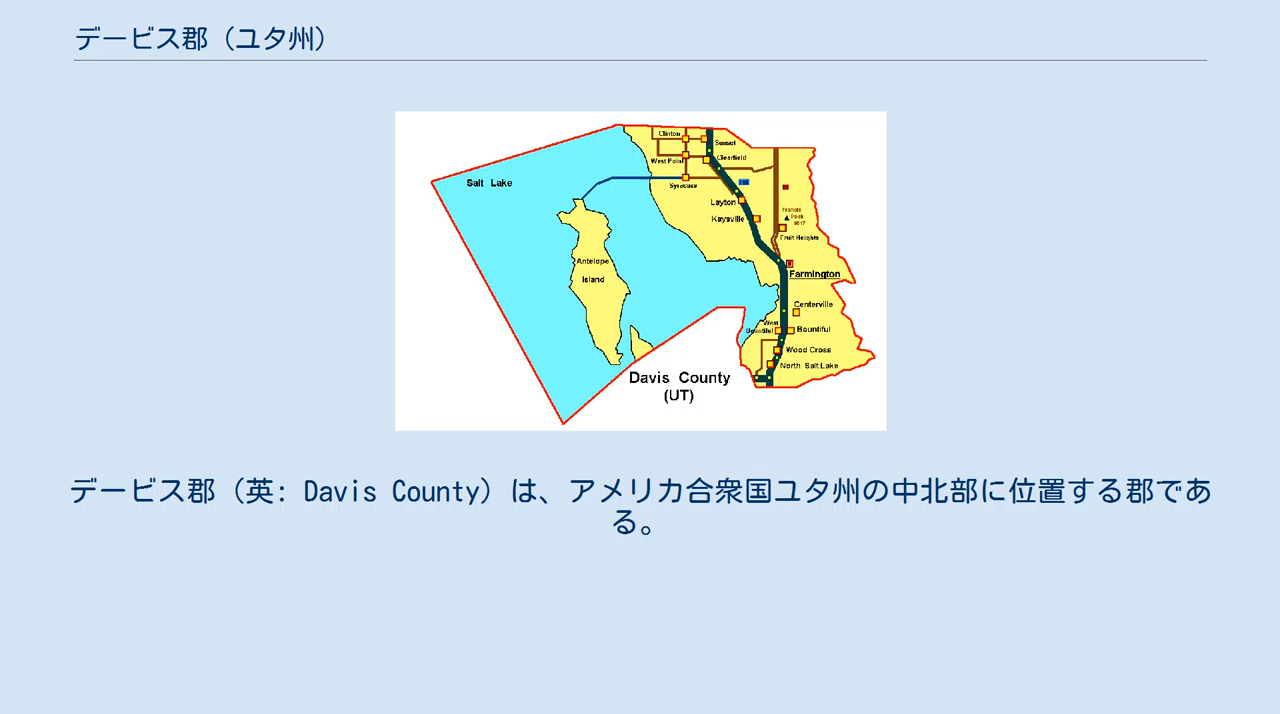 デービス郡（ユタ州）
Clinton
Sunset
West Point
Clearfield
Salt Lake
Syracuse
Layton
Kaysville
Francis
Peak
Fruit Heights
Antelope
Island
Farmington
Centerville
West
Bountiful
Bountiful
Wood Cross
North Salt Lake
Davis County
(UT)
デービス郡（英: Davis County）は、アメリカ合衆国ユタ州の中北部に位置する郡であ
る。